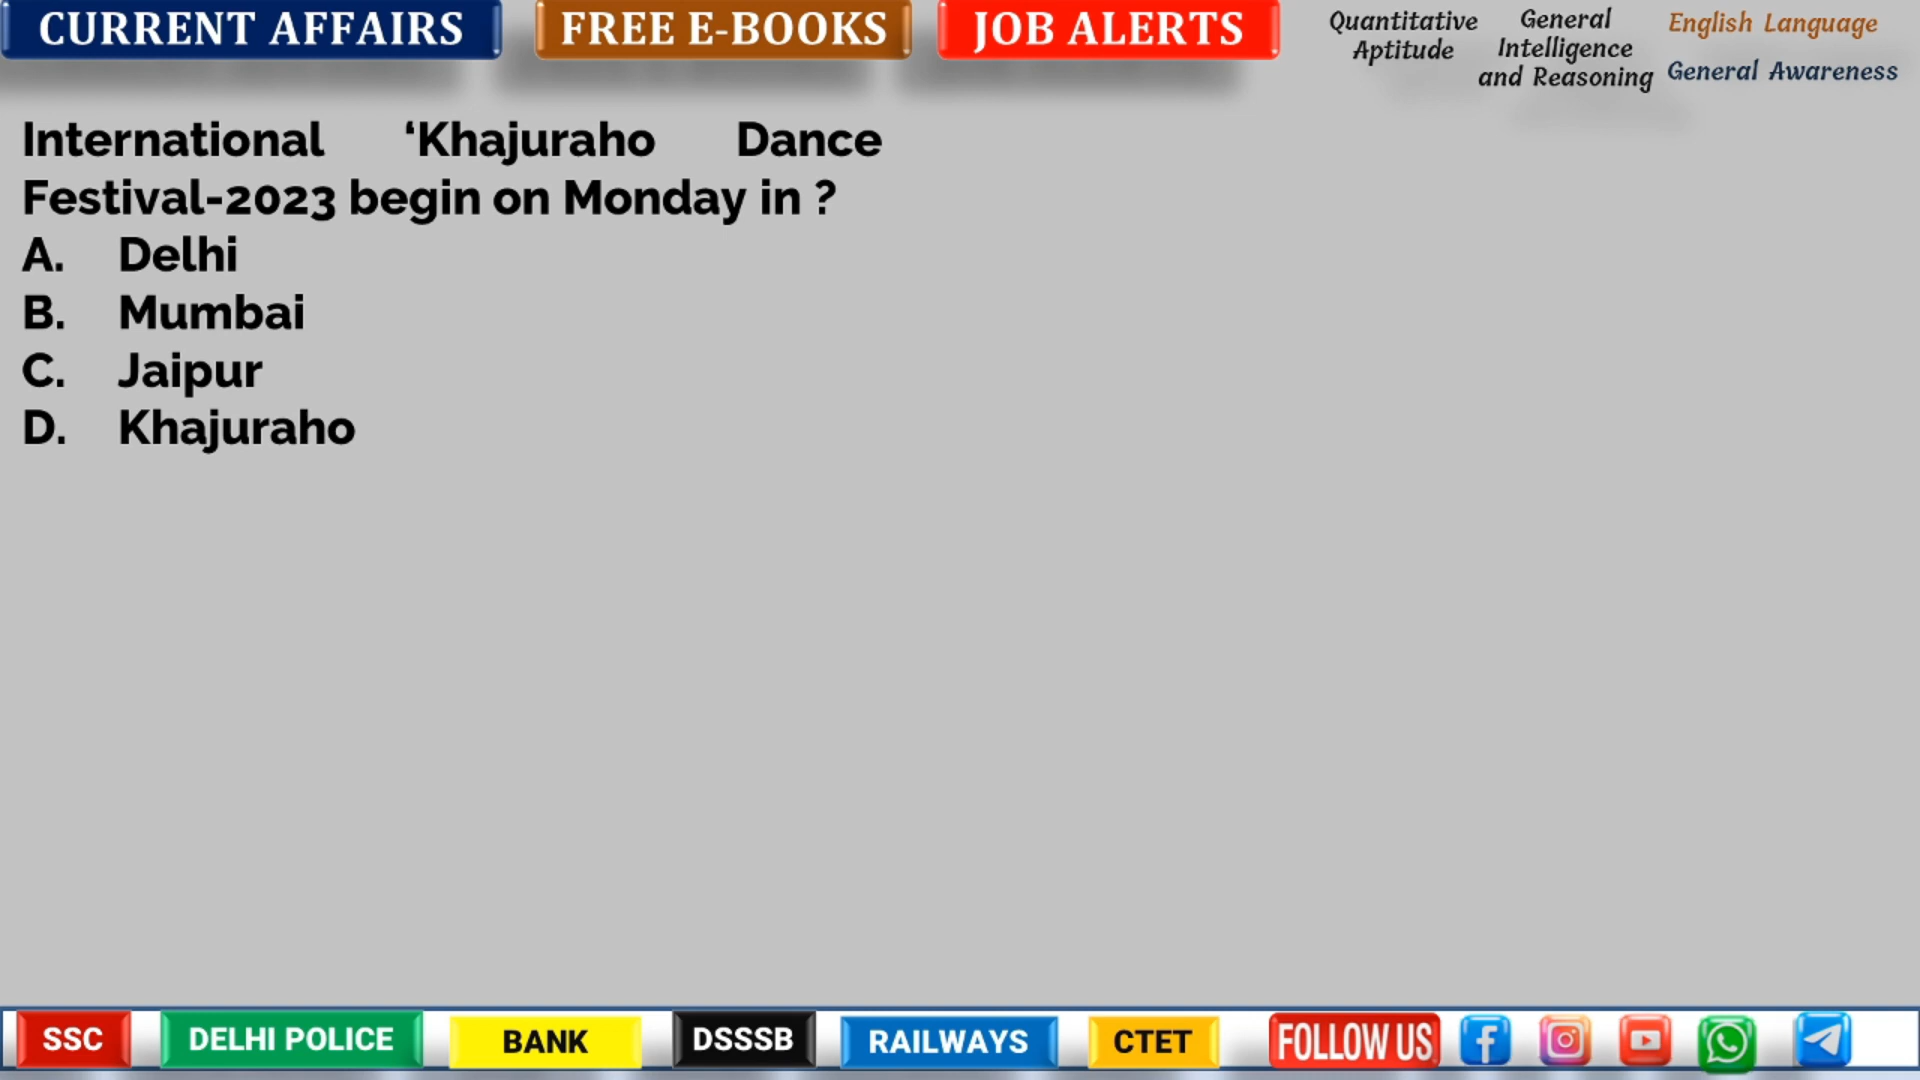 CURRENT AFFAIRS
FREE E-BOOKS
JOB ALERTS
Quantitative
Aptitude
General
Intelligence
and Reasoning
English Language
General Awareness
International ‘Khajuraho Dance
Festival-2023 begin on Monday in ?
A. Delhi
B. Mumbai
C. Jaipur
D. Khajuraho
SSC
DELHI POLICE
BANK
DSSSB
RAILWAYS
CTET
FOLLOW US